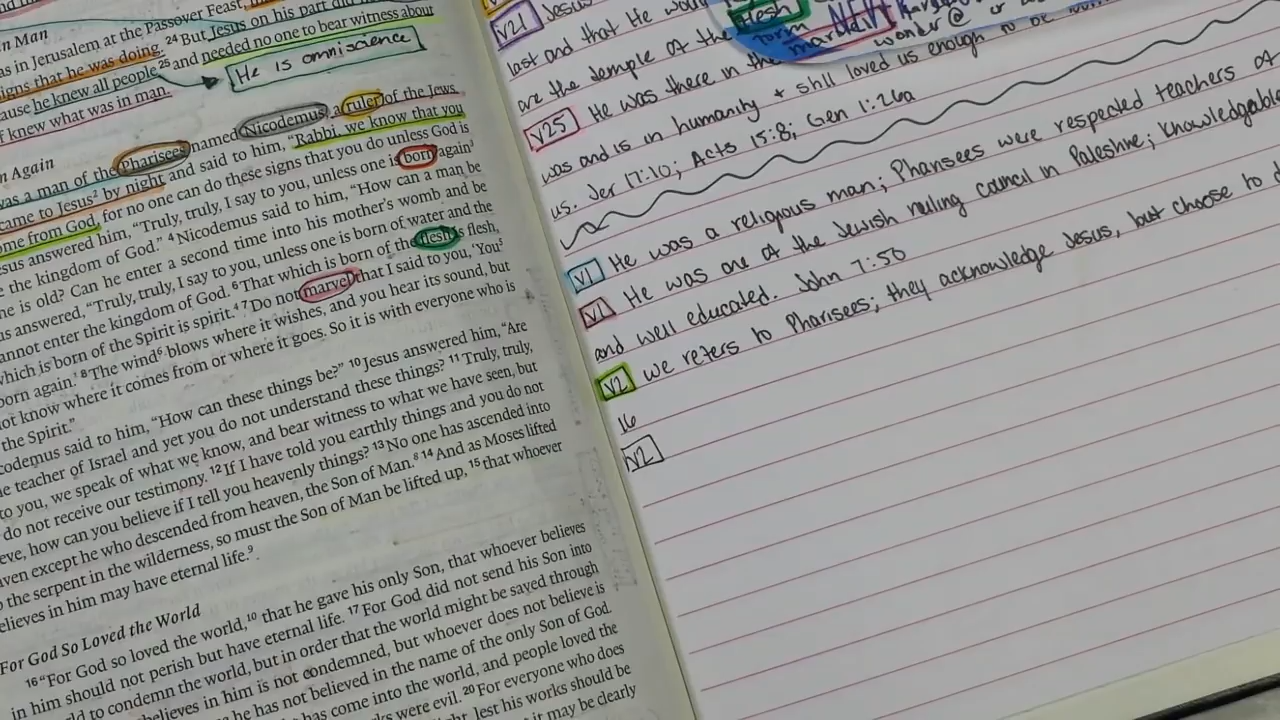 n Man
as in Jerusalem at the Passover Feast,
igns that he was doing. 24 But Jesus on his part did
ause he knew all people 25 and needed no one to bear witness about
f knew what was in man.
He is omniscience
n Again
was a man of the Pharisees named Nicodemus, a ruler of the Jews.
came to Jesus2 by night and said to him, "Rabbi, we know that you
ome from God, for no one can do these signs that you do unless God is
esus answered him, "Truly, truly, I say to you, unless one is born again3
e the kingdom of God." 4 Nicodemus said to him, "How can a man be
he is old? Can he enter a second time into his mother's womb and be
us answered, "Truly, truly, I say to you, unless one is born of water and the
annot enter the kingdom of God. 6 That which is born of the flesh is flesh,
which is born of the Spirit is spirit.4 7 Do not marvel that I said to you, 'You5
born again.' 8 The wind6 blows where it wishes, and you hear its sound, but
not know where it comes from or where it goes. So it is with everyone who is
the Spirit."
codemus said to him, "How can these things be?" 10 Jesus answered him, "Are
e teacher of Israel and yet you do not understand these things? 11 Truly, truly,
to you, we speak of what we know, and bear witness to what we have seen, but
do not receive our testimony. 12 If I have told you earthly things and you do not
eve, how can you believe if I tell you heavenly things? 13 No one has ascended into
aven except he who descended from heaven, the Son of Man.8 14 And as Moses lifted
the serpent in the wilderness, so must the Son of Man be lifted up, 15 that whoever
elieves in him may have eternal life.9
For God So Loved the World
16 "For God so loved the world,10 that he gave his only Son, that whoever believes
in him should not perish but have eternal life. 17 For God did not send his Son into
ld to condemn the world, but in order that the world might be saved through
believes in him is not condemned, but whoever does not believe is
he has not believed in the name of the only Son of God.
has come into the world, and people loved the
ks were evil. 20 For everyone who does
lest his works should be
it may be clearly
V21 Jesus
last and that He
are the temple of the
flesh
form
marden
wonder @ or
V25 He was there in the
was and is in humanity + still loved us enough to
us. Jer 17:10; Acts 15:8; Gen 1:26a
V1 He was a religious man; Pharisees were respected teachers of
V1 He was one of the Jewish ruling council in Palestine; Knowledgeable
and well educated. John 7:50
V2 we refers to Pharisees; they acknowledge Jesus, but choose to
16
V2